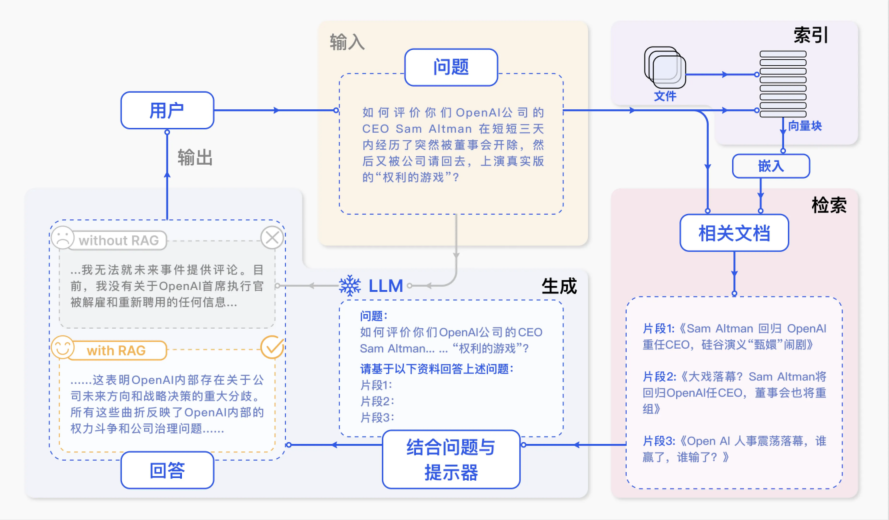 输入
问题
如何评价你们OpenAI公司的
CEO Sam Altman 在短短三天
内经历了突然被董事会开除，然
后又被公司请回去，上演真实版
的“权利的游戏”？
索引
文件
向量块
嵌入
用户
输出
检索
相关文档
片段1:《Sam Altman 回归 OpenAI
重任CEO，硅谷演义“甄嬛”闹剧》
片段2:《大戏落幕？Sam Altman将
回归OpenAI任CEO，董事会也将重
组》
片段3:《Open AI 人事震荡落幕，谁
赢了，谁输了？》
生成
LLM
问题：
如何评价你们OpenAI公司的CEO
Sam Altman... ... “权利的游戏”？
请基于以下资料回答上述问题：
片段1：
片段2：
片段3：
结合问题与
提示器
without RAG
...我无法就未来事件提供评论。目
前，我没有关于OpenAI首席执行官
被解雇和重新聘用的任何信息...
with RAG
......这表明OpenAI内部存在关于公
司未来方向和战略决策的重大分歧。
所有这些曲折反映了OpenAI内部的
权力斗争和公司治理问题......
回答